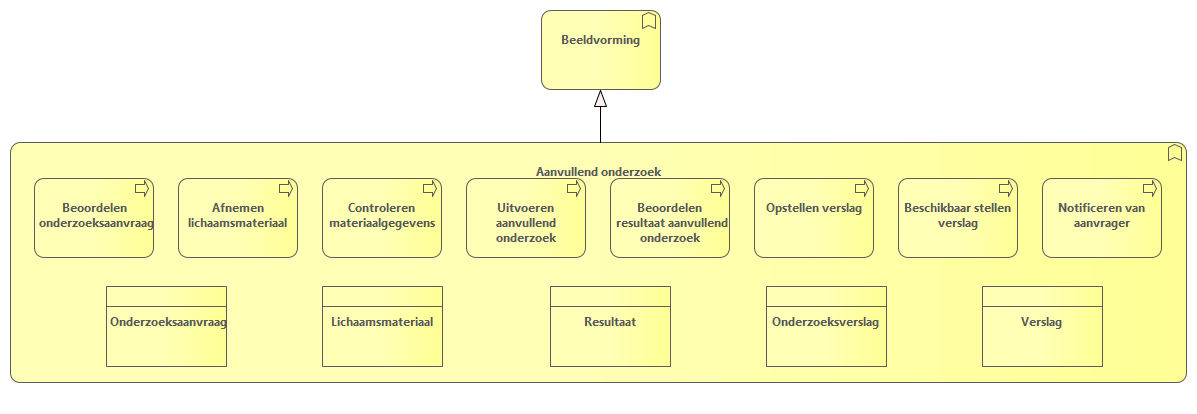 Beeldvorming
Aanvullend onderzoek
Beoordelen
onderzoeksaanvraag
Afnemen
lichaamsmateriaal
Controleren
materiaalgegevens
Uitvoeren
aanvullend
onderzoek
Beoordelen
resultaat aanvullend
onderzoek
Opstellen verslag
Beschikbaar stellen
verslag
Notificeren van
aanvrager
Onderzoeksaanvraag
Lichaamsmateriaal
Resultaat
Onderzoeksverslag
Verslag